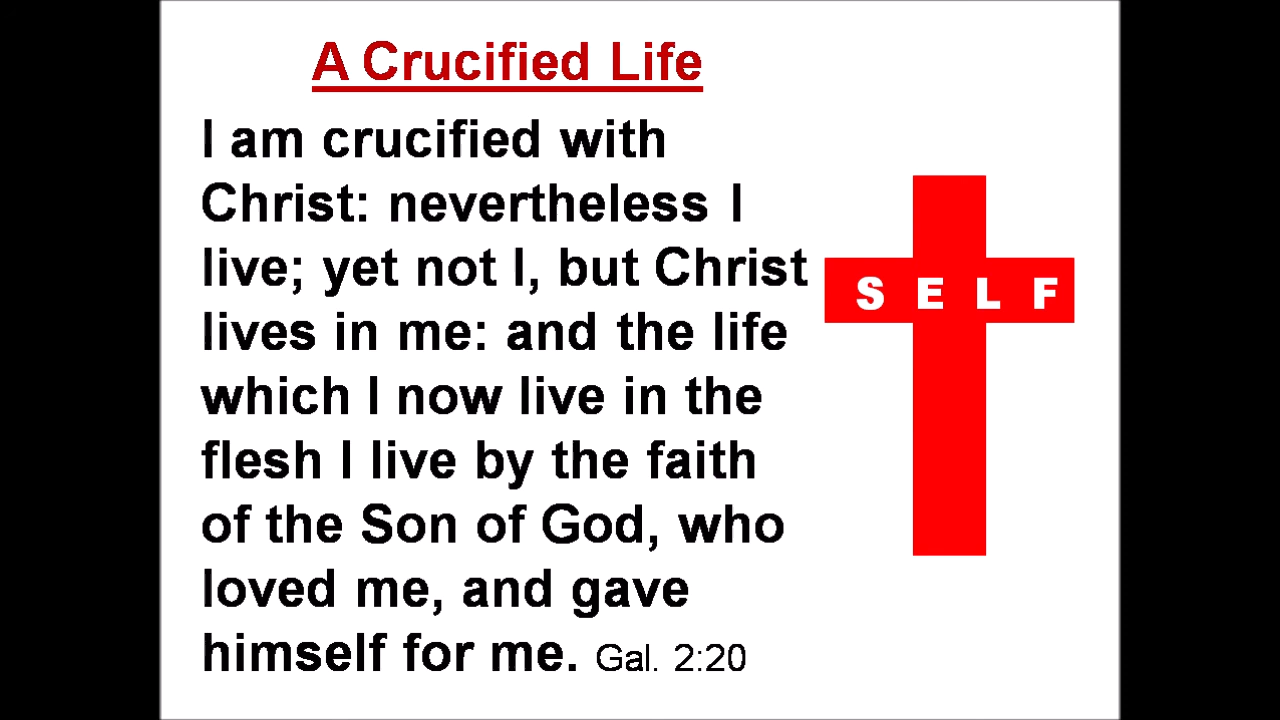 A Crucified Life
I am crucified with
Christ: nevertheless I
live; yet not I, but Christ
lives in me: and the life
which I now live in the
flesh I live by the faith
of the Son of God, who
loved me, and gave
himself for me. Gal. 2:20
S E L F